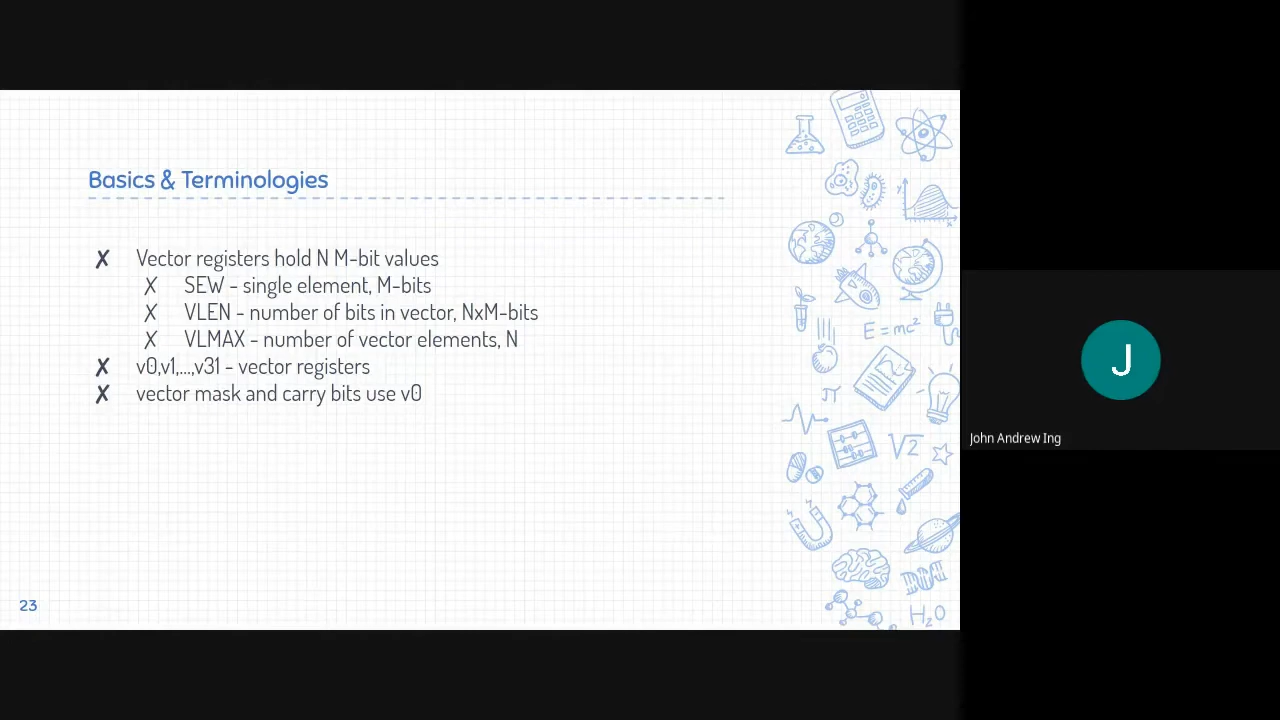 Basics & Terminologies
✗ Vector registers hold N M-bit values
✗ SEW - single element, M-bits
✗ VLEN - number of bits in vector, NxM-bits
✗ VLMAX - number of vector elements, N
✗ v0,v1,...,v31 - vector registers
✗ vector mask and carry bits use v0
23
y
x
E=mc²
π
√2
H₂O
J
John Andrew Ing